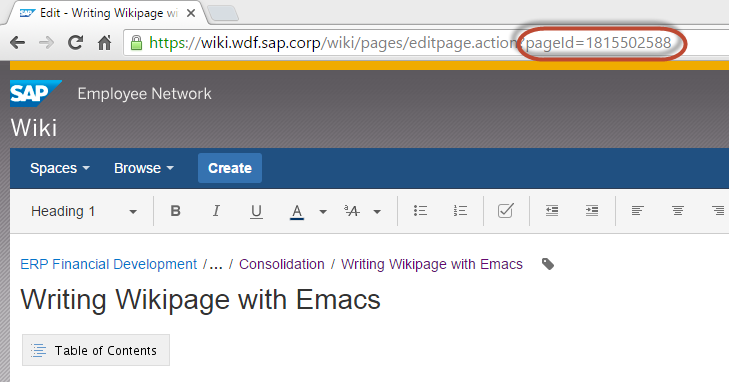 SAP Edit - Writing Wikipage wi
https://wiki.wdf.sap.corp/wiki/pages/editpage.action?pageId=1815502588
SAP Employee Network
Wiki
Spaces Browse Create
Heading 1 B I U A ªA
ERP Financial Development /... / Consolidation / Writing Wikipage with Emacs
Writing Wikipage with Emacs
Table of Contents